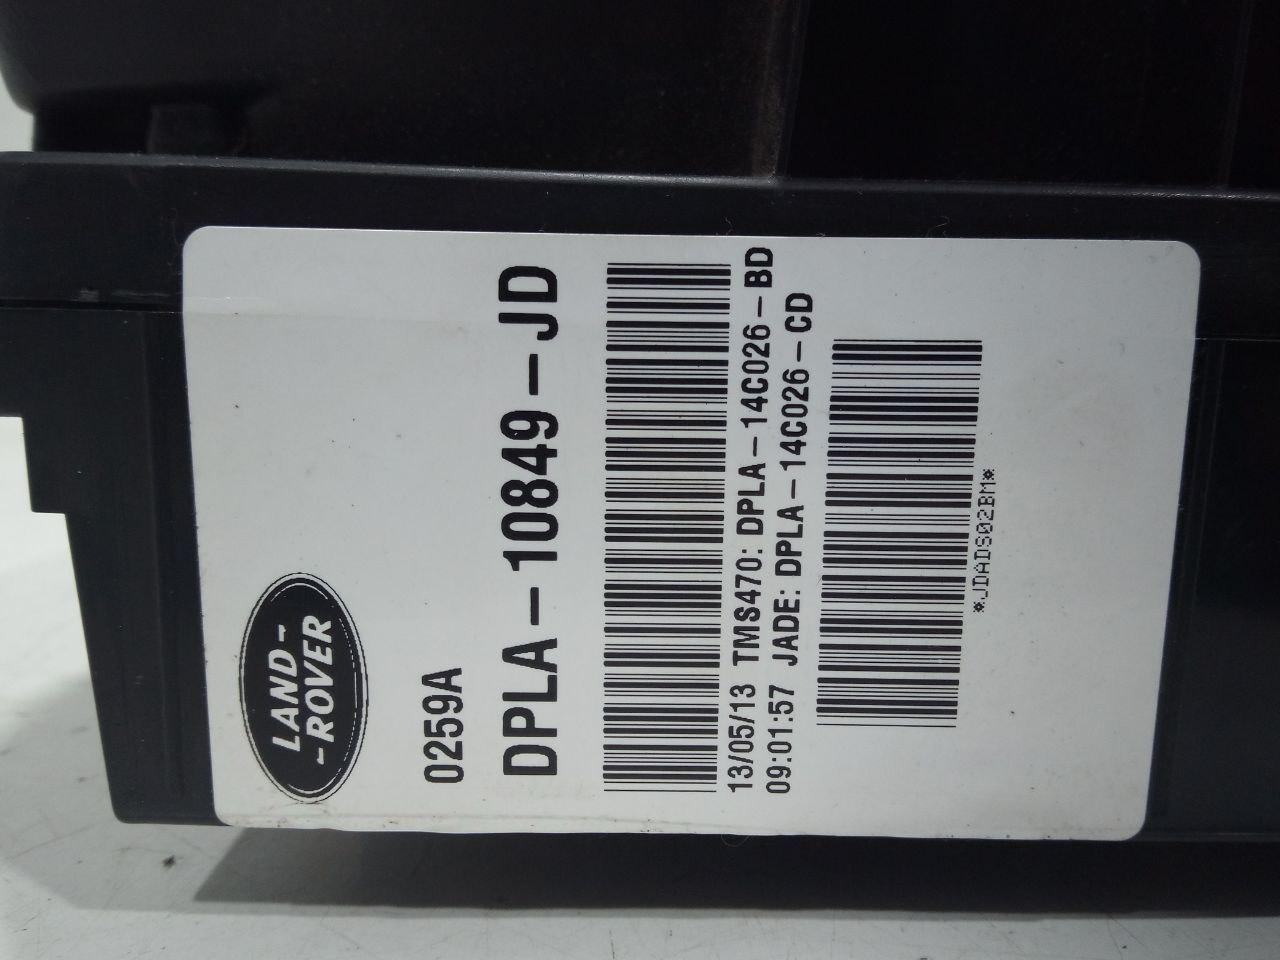 LAND-
-ROVER
0259A
DPLA-10849-JD
13/05/13 TMS470: DPLA-14C026-BD
09:01:57 JADE: DPLA-14C026-CD
*JDADS02BM*